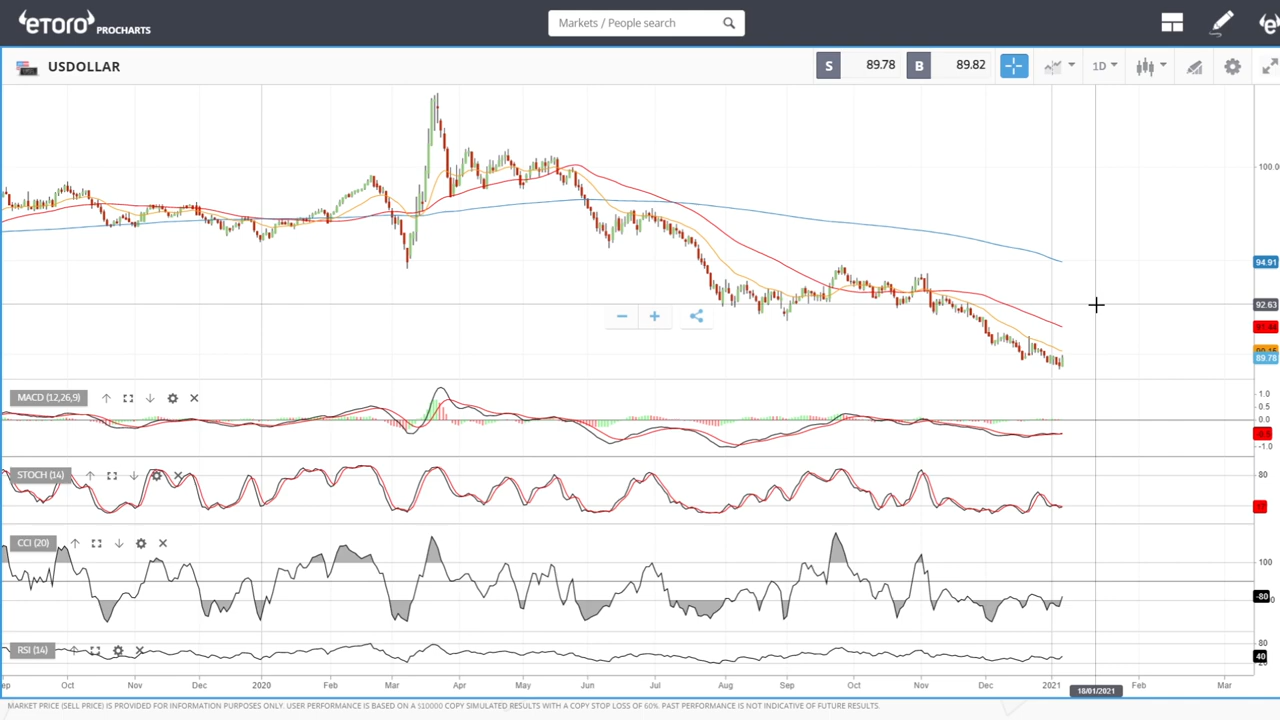 eToro PROCHARTS
Markets / People search
USDOLLAR
S 89.78 B 89.82 1D
100.00
94.91
92.63
91.44
90.15
89.78
MACD (12,26,9)
1.0
0.5
0.0
-1.0
STOCH (14)
80
CCI (20)
100
-80
RSI (14)
80
40
Oct Nov Dec 2020 Feb Mar Apr May Jun Jul Aug Sep Oct Nov Dec 2021 18/01/2021 Feb Mar
MARKET PRICE (SELL PRICE) IS PROVIDED FOR INFORMATION PURPOSES ONLY. USER PERFORMANCE IS BASED ON A $10000 COPY SIMULATED RESULTS WITH A COPY STOP LOSS OF 60%. PAST PERFORMANCE IS NOT INDICATIVE OF FUTURE RESULTS.